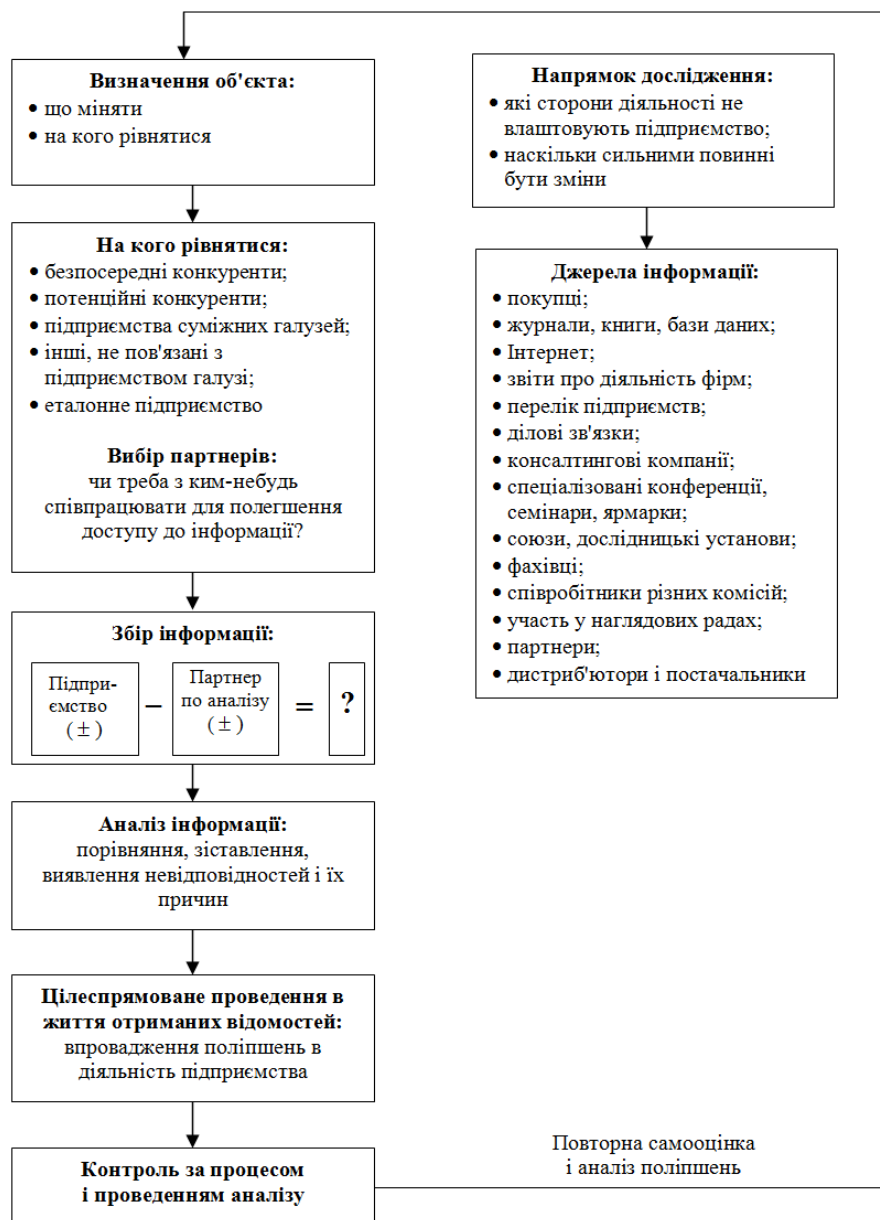 Визначення об'єкта:
• що міняти
• на кого рівнятися
На кого рівнятися:
• безпосередні конкуренти;
• потенційні конкуренти;
• підприємства суміжних галузей;
• інші, не пов'язані з
підприємством галузі;
• еталонне підприємство
Вибір партнерів:
чи треба з ким-небудь
співпрацювати для полегшення
доступу до інформації?
Збір інформації:
Підпри-
ємство
(±)
–
Партнер
по аналізу
(±)
=
?
Аналіз інформації:
порівняння, зіставлення,
виявлення невідповідностей і їх
причин
Цілеспрямоване проведення в
життя отриманих відомостей:
впровадження поліпшень в
діяльність підприємства
Контроль за процесом
і проведенням аналізу
Напрямок дослідження:
• які сторони діяльності не
влаштовують підприємство;
• наскільки сильними повинні
бути зміни
Джерела інформації:
• покупці;
• журнали, книги, бази даних;
• Інтернет;
• звіти про діяльність фірм;
• перелік підприємств;
• ділові зв'язки;
• консалтингові компанії;
• спеціалізовані конференції,
семінари, ярмарки;
• союзи, дослідницькі установи;
• фахівці;
• співробітники різних комісій;
• участь у наглядових радах;
• партнери;
• дистриб'ютори і постачальники
Повторна самооцінка
і аналіз поліпшень